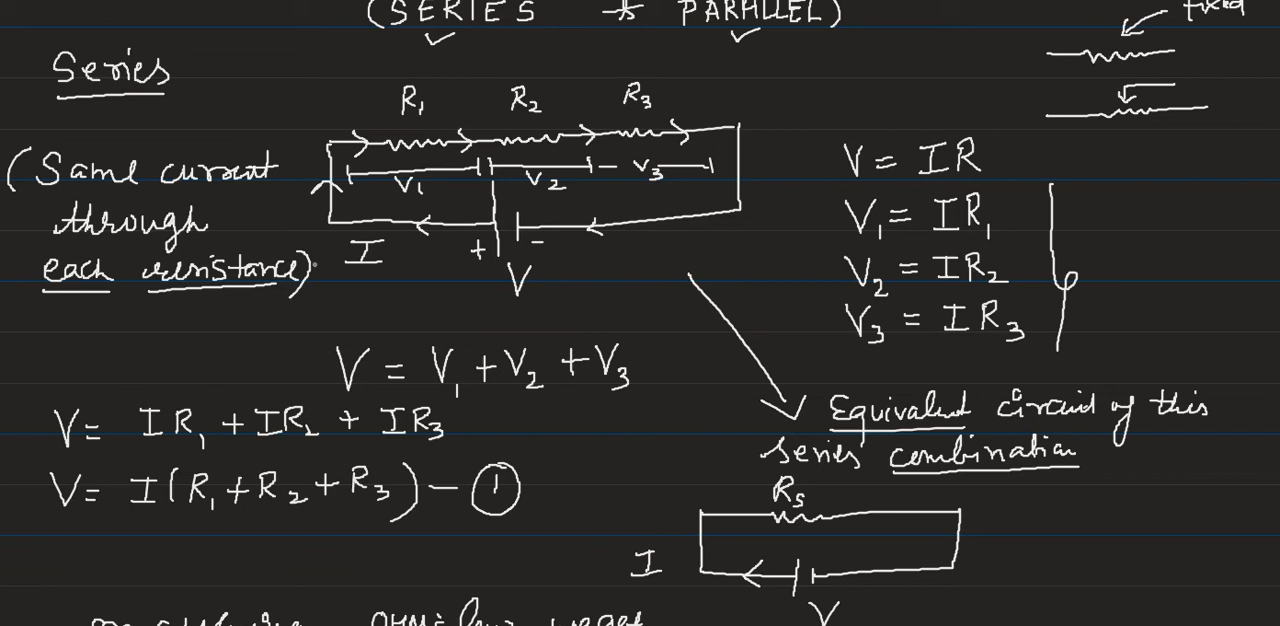 (SERIES & PARALLEL)
fixed
Series
R₁ R₂ R₃
(Same current
through
each resistance)
V₁ V₂ V₃
I + -
V
V = IR
V₁ = IR₁
V₂ = IR₂
V₃ = IR₃
V = V₁ + V₂ + V₃
V = IR₁ + IR₂ + IR₃
V = I(R₁ + R₂ + R₃) - ①
Equivalent circuit of this
series combination
Rs
I
V